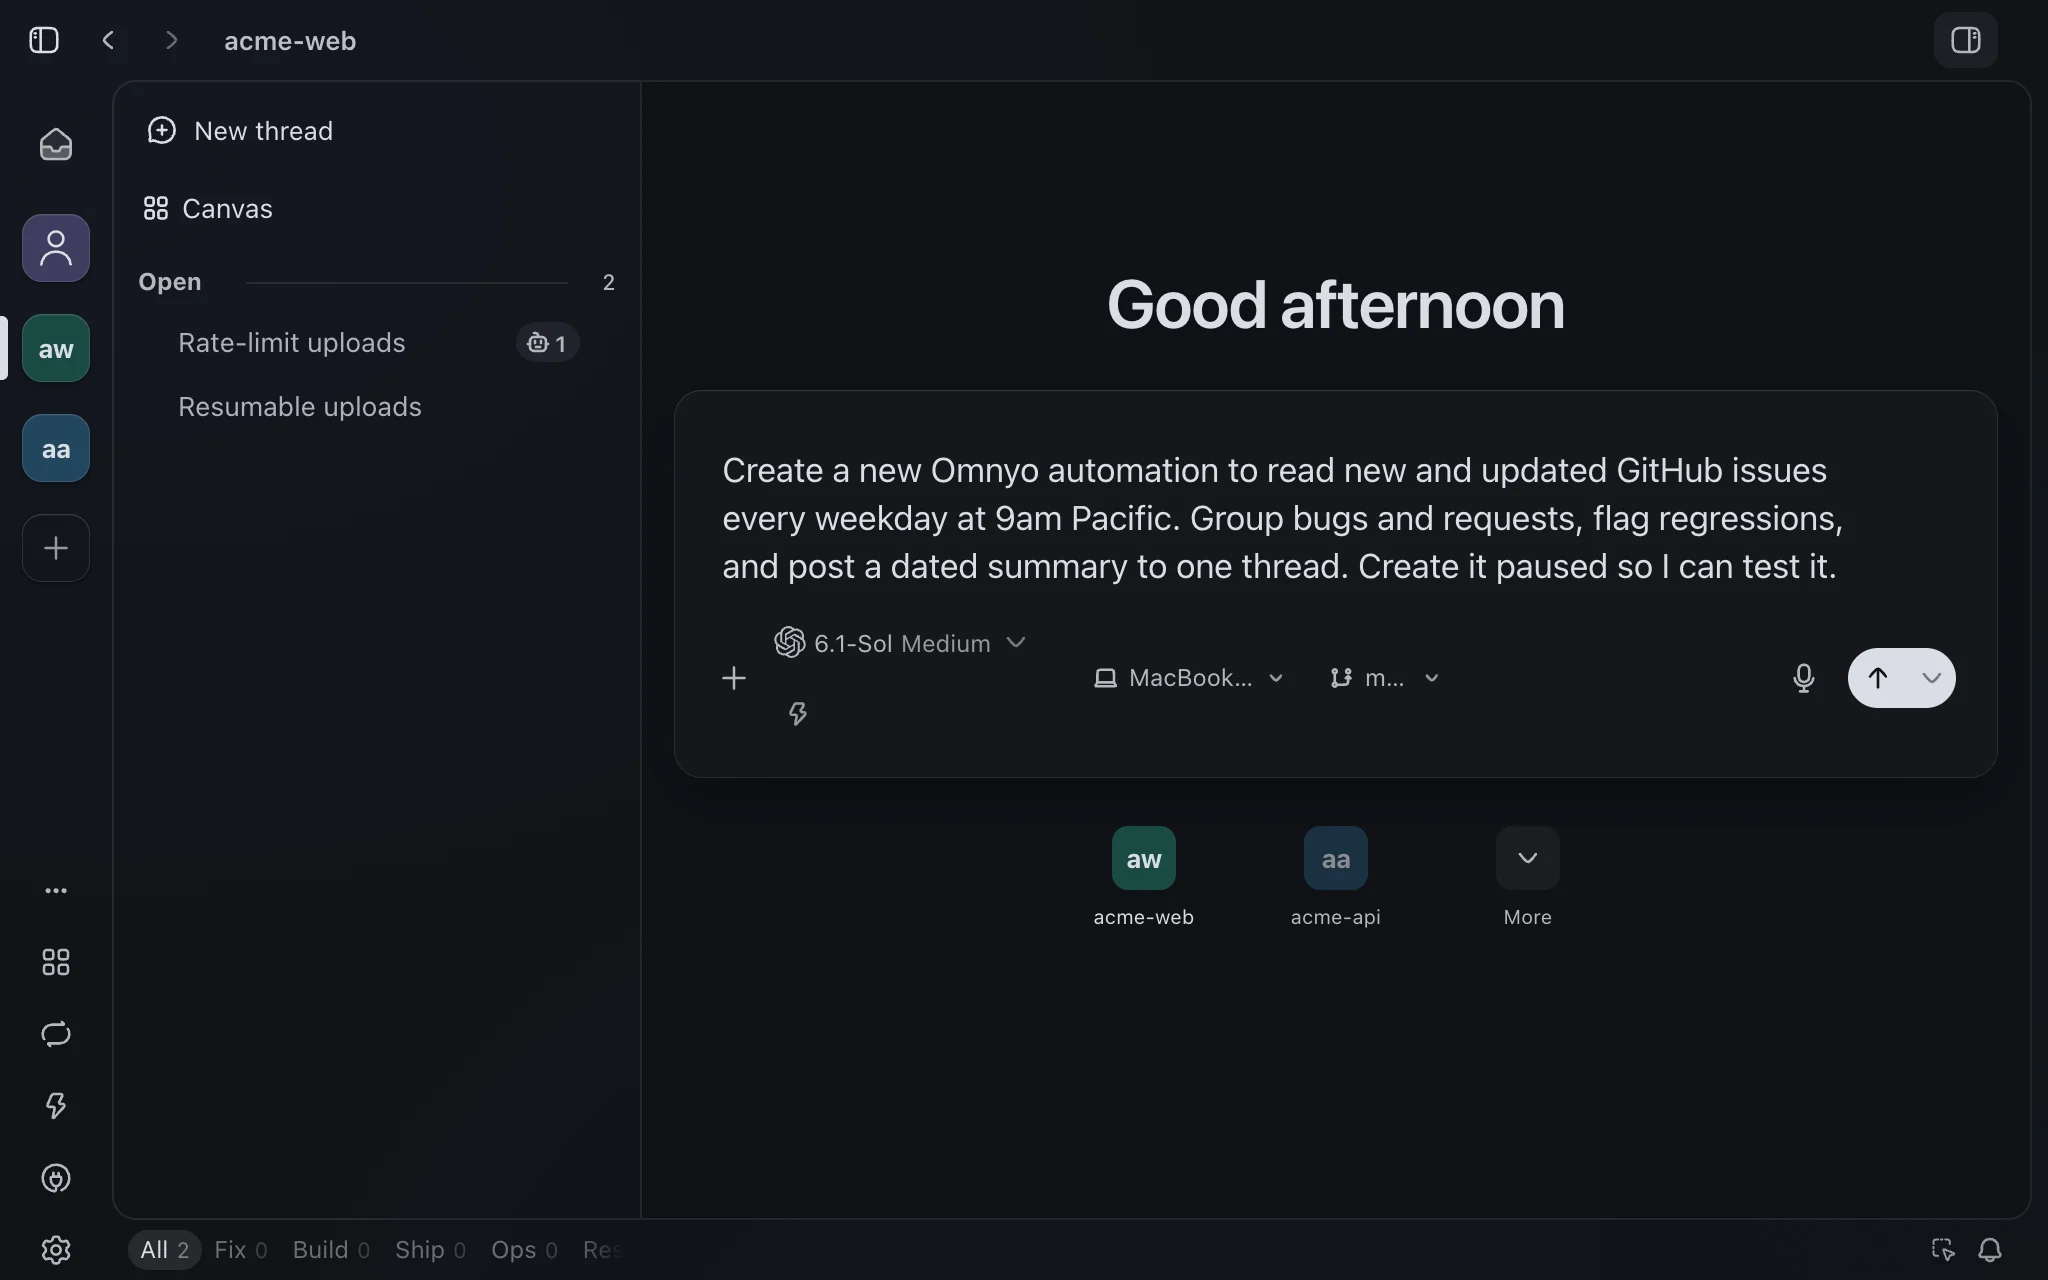 acme-web
New thread
Canvas
Open 2
Rate-limit uploads 1
Resumable uploads
aw
aa
Good afternoon
Create a new Omnyo automation to read new and updated GitHub issues
every weekday at 9am Pacific. Group bugs and requests, flag regressions,
and post a dated summary to one thread. Create it paused so I can test it.
6.1-Sol Medium
MacBook... m...
aw aa
acme-web acme-api More
All 2 Fix 0 Build 0 Ship 0 Ops 0 Res